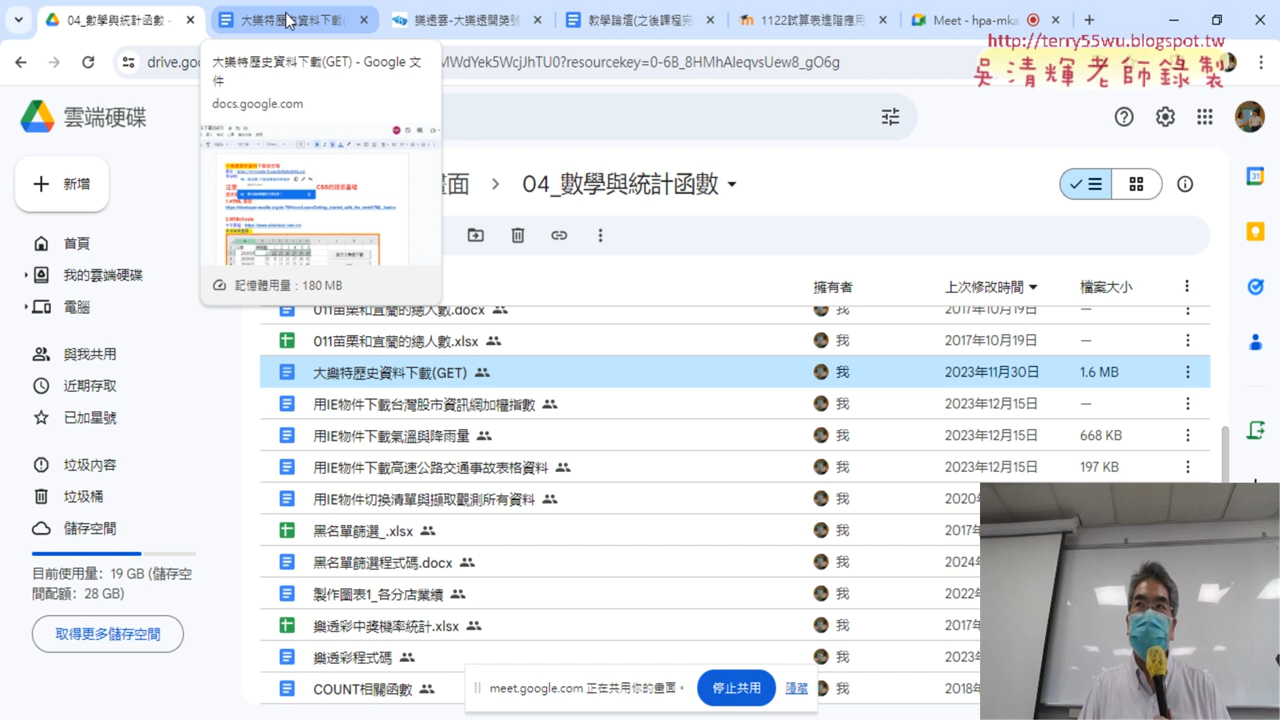 04_數學與統計函數 -
大樂特歷史資料下載(
樂透雲-大樂透開獎號
教學論壇(之後課程完
1122試算表進階應用
Meet - hpa-mka
http://terry55wu.blogspot.tw
吳清輝老師錄製
drive.goo
MWdYek5WcjJhTU0?resourcekey=0-6B_8HMhAIeqvsUew8_gO6g
大樂特歷史資料下載(GET) - Google 文件
docs.google.com
記憶體用量：180 MB
雲端硬碟
新增
首頁
我的雲端硬碟
電腦
與我共用
近期存取
已加星號
垃圾內容
垃圾桶
儲存空間
目前使用量：19 GB (儲存空
間配額：28 GB)
取得更多儲存空間
畫面
04_數學與統計函數
擁有者
上次修改時間
檔案大小
011苗栗和宜蘭的總人數.docx
我
2017年10月19日
—
011苗栗和宜蘭的總人數.xlsx
我
2017年10月19日
—
大樂特歷史資料下載(GET)
我
2023年11月30日
1.6 MB
用IE物件下載台灣股市資訊網加權指數
我
2023年12月15日
—
用IE物件下載氣溫與降雨量
我
2023年12月15日
668 KB
用IE物件下載高速公路交通事故表格資料
我
2023年12月15日
197 KB
用IE物件切換清單與擷取觀測所有資料
我
2020
黑名單篩選_.xlsx
我
2017
黑名單篩選程式碼.docx
我
2024
製作圖表1_各分店業績
我
2022
樂透彩中獎機率統計.xlsx
我
2017
樂透彩程式碼
我
2023
COUNT相關函數
我
2018
meet.google.com 正在共用你的畫面。
停止共用
隱藏